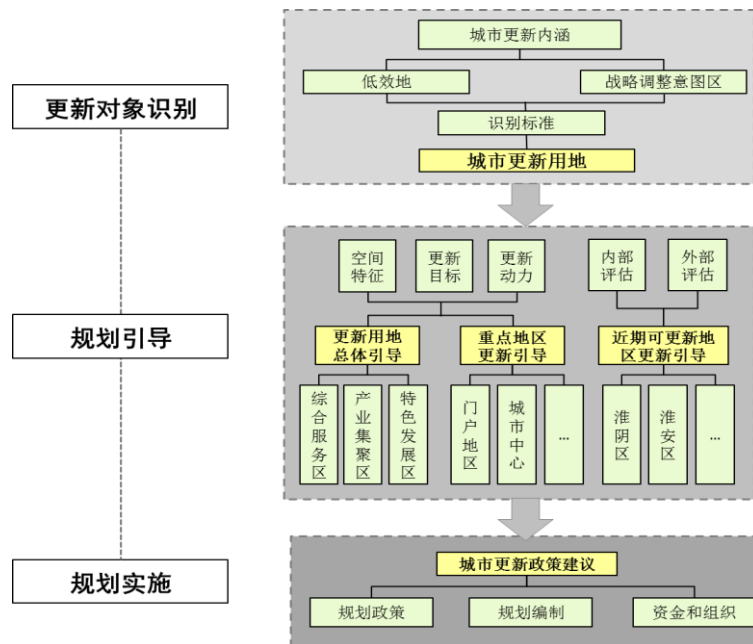 城市更新内涵
低效地
战略调整意图区
更新对象识别
识别标准
城市更新用地
空间
特征
更新
目标
更新
动力
内部
评估
外部
评估
规划引导
更新用地
总体引导
重点地区
更新引导
近期可更新地
区更新引导
综合服务区
产业集聚区
特色发展区
门户地区
城市中心
...
淮阴区
淮安区
...
规划实施
城市更新政策建议
规划政策
规划编制
资金和组织